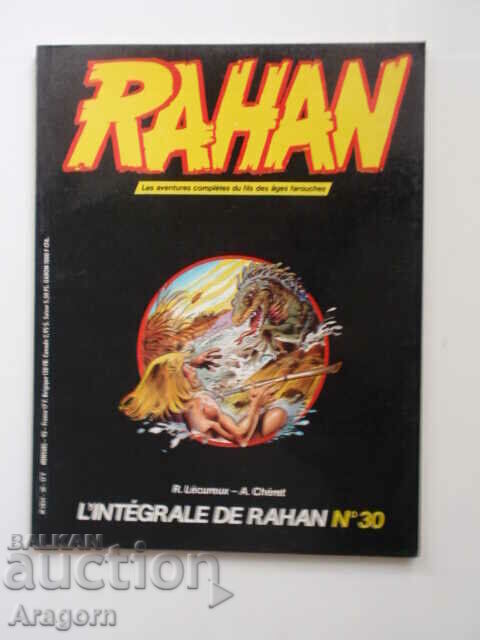 RAHAN
Les aventures complètes du fils des âges farouches
R. Lécureux – A. Chéret
L'INTÉGRALE DE RAHAN N° 30
BALKAN
auction
Aragorn